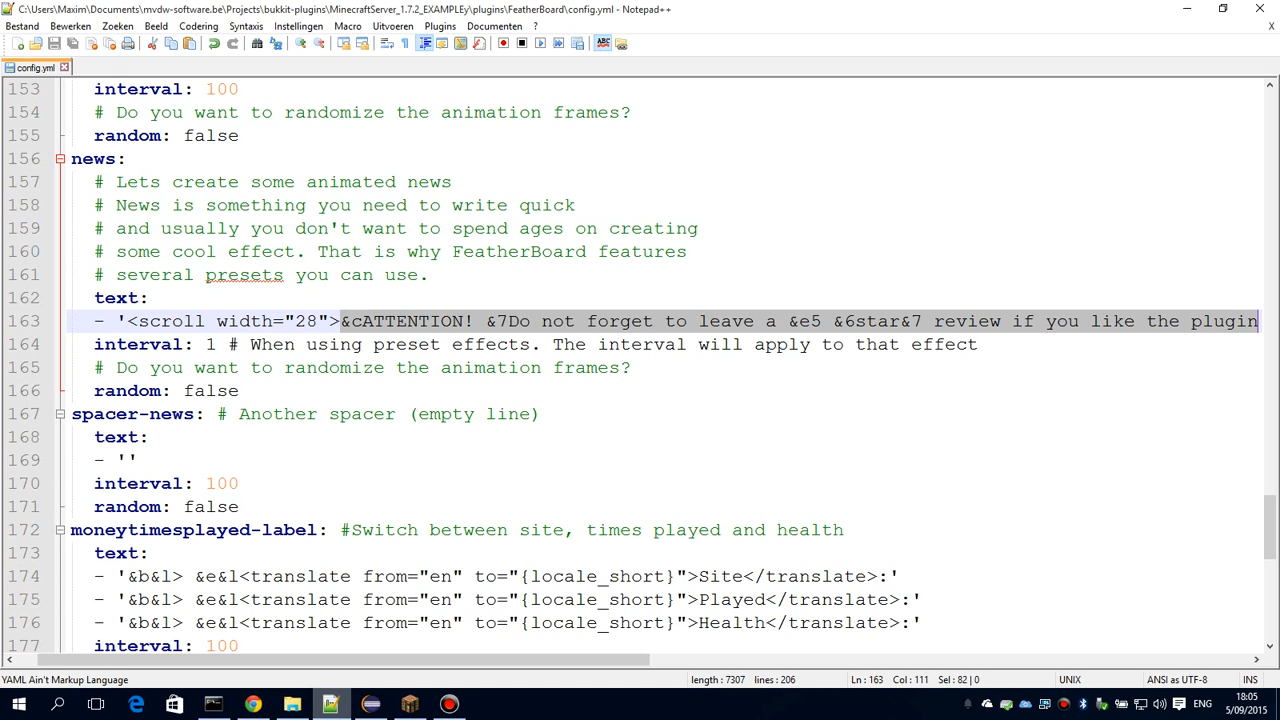 C:\Users\Maxim\Documents\mvdw-software.be\Projects\bukkit-plugins\MinecraftServer_1.7.2_EXAMPLEy\plugins\FeatherBoard\config.yml - Notepad++
Bestand Bewerken Zoeken Beeld Codering Syntaxis Instellingen Macro Uitvoeren Plugins Documenten ?
X
config.yml
153 interval: 100
154 # Do you want to randomize the animation frames?
155 random: false
156 news:
157 # Lets create some animated news
158 # News is something you need to write quick
159 # and usually you don't want to spend ages on creating
160 # some cool effect. That is why FeatherBoard features
161 # several presets you can use.
162 text:
163 - '<scroll width="28">&cATTENTION! &7Do not forget to leave a &e5 &6star&7 review if you like the plugin
164 interval: 1 # When using preset effects. The interval will apply to that effect
165 # Do you want to randomize the animation frames?
166 random: false
167 spacer-news: # Another spacer (empty line)
168 text:
169 - ''
170 interval: 100
171 random: false
172 moneytimesplayed-label: #Switch between site, times played and health
173 text:
174 - '&b&l> &e&l<translate from="en" to="{locale_short}">Site</translate>:'
175 - '&b&l> &e&l<translate from="en" to="{locale_short}">Played</translate>:'
176 - '&b&l> &e&l<translate from="en" to="{locale_short}">Health</translate>:'
177 interval: 100
YAML Ain't Markup Language length : 7307 lines : 206 Ln : 163 Col : 111 Sel : 82 | 0 UNIX ANSI as UTF-8 INS
ENG 18:05
5/09/2015